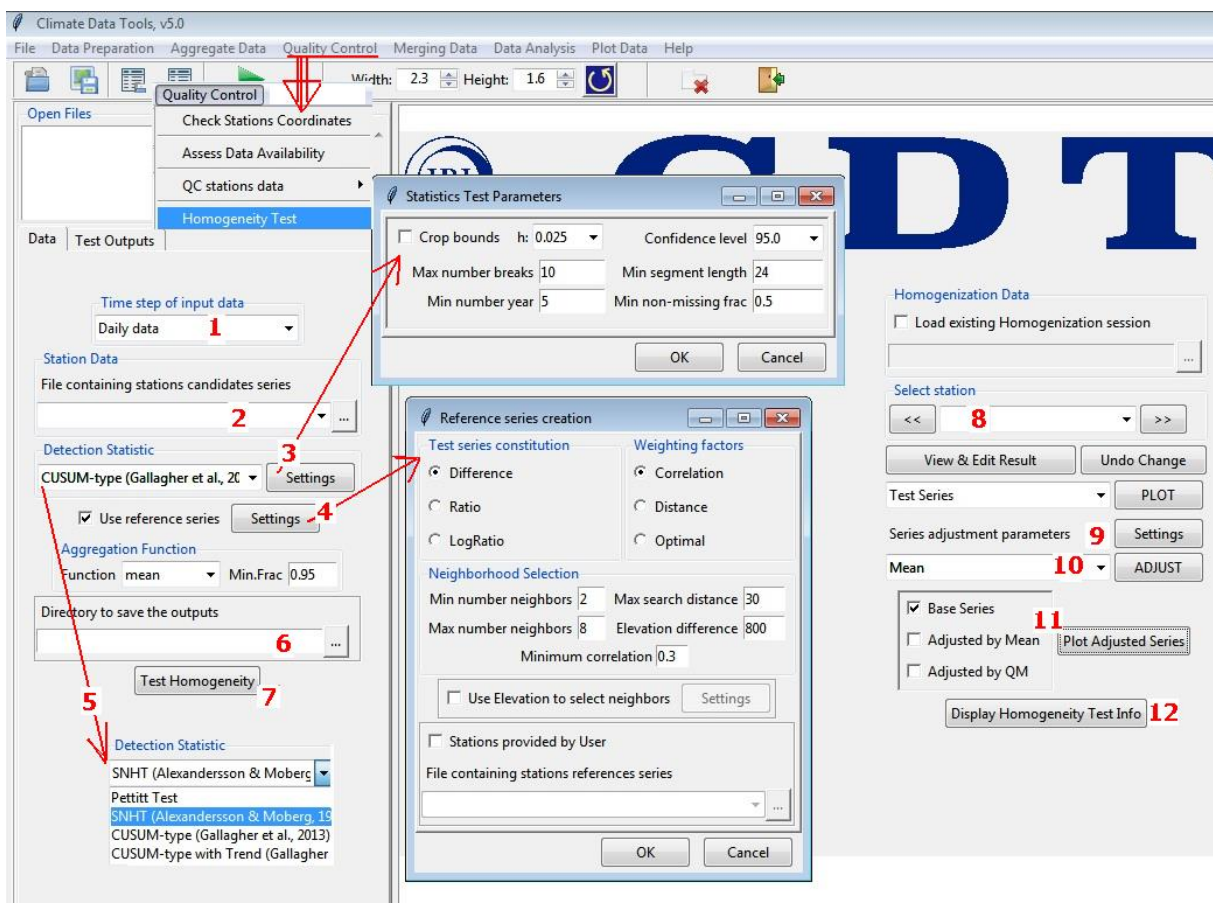 Climate Data Tools, v5.0
File Data Preparation Aggregate Data Quality Control Merging Data Data Analysis Plot Data Help
Width: 2.3 Height: 1.6
Quality Control
Check Stations Coordinates
Assess Data Availability
QC stations data
Homogeneity Test
Open Files
Data Test Outputs
Time step of input data
Daily data 1
Station Data
File containing stations candidates series
2 ...
Detection Statistic
3
CUSUM-type (Gallagher et al., 20 Settings
Use reference series Settings 4
Aggregation Function
Function mean Min.Frac 0.95
Directory to save the outputs
6 ...
Test Homogeneity 7
5
Detection Statistic
SNHT (Alexandersson & Moberg
Pettitt Test
SNHT (Alexandersson & Moberg, 19
CUSUM-type (Gallagher et al., 2013)
CUSUM-type with Trend (Gallagher
IRI
CDT
Statistics Test Parameters
Crop bounds h: 0.025 Confidence level 95.0
Max number breaks 10 Min segment length 24
Min number year 5 Min non-missing frac 0.5
OK Cancel
Reference series creation
Test series constitution Weighting factors
Difference Correlation
Ratio Distance
LogRatio Optimal
Neighborhood Selection
Min number neighbors 2 Max search distance 30
Max number neighbors 8 Elevation difference 800
Minimum correlation 0.3
Use Elevation to select neighbors Settings
Stations provided by User
File containing stations references series
...
OK Cancel
Homogenization Data
Load existing Homogenization session
...
Select station
<< 8 >>
View & Edit Result Undo Change
Test Series PLOT
Series adjustment parameters 9 Settings
Mean 10 ADJUST
Base Series
11
Adjusted by Mean Plot Adjusted Series
Adjusted by QM
Display Homogeneity Test Info 12